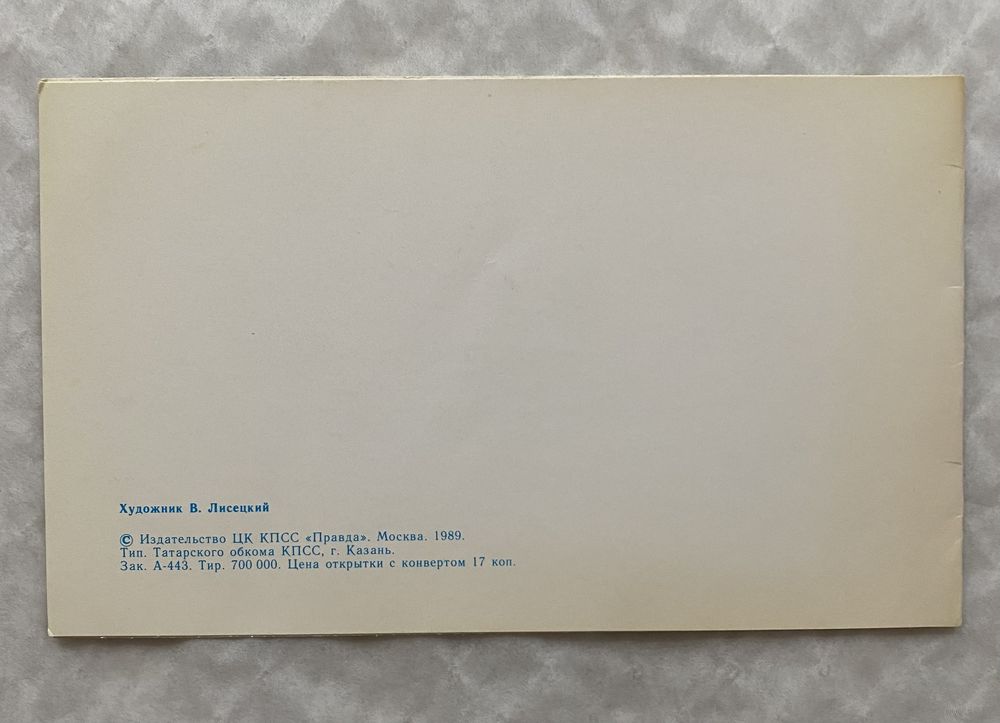 Художник В. Лисецкий
© Издательство ЦК КПСС «Правда». Москва. 1989.
Тип. Татарского обкома КПСС, г. Казань.
Зак. А-443. Тир. 700 000. Цена открытки с конвертом 17 коп.